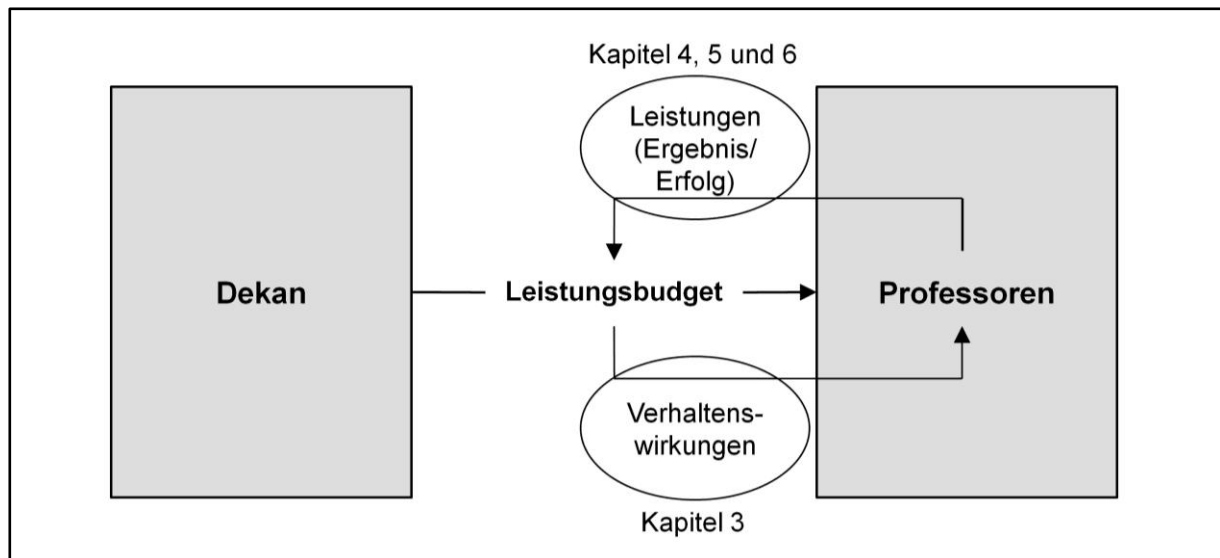 Kapitel 4, 5 und 6
Leistungen
(Ergebnis/
Erfolg)
Dekan
Leistungsbudget
Professoren
Verhaltens-
wirkungen
Kapitel 3